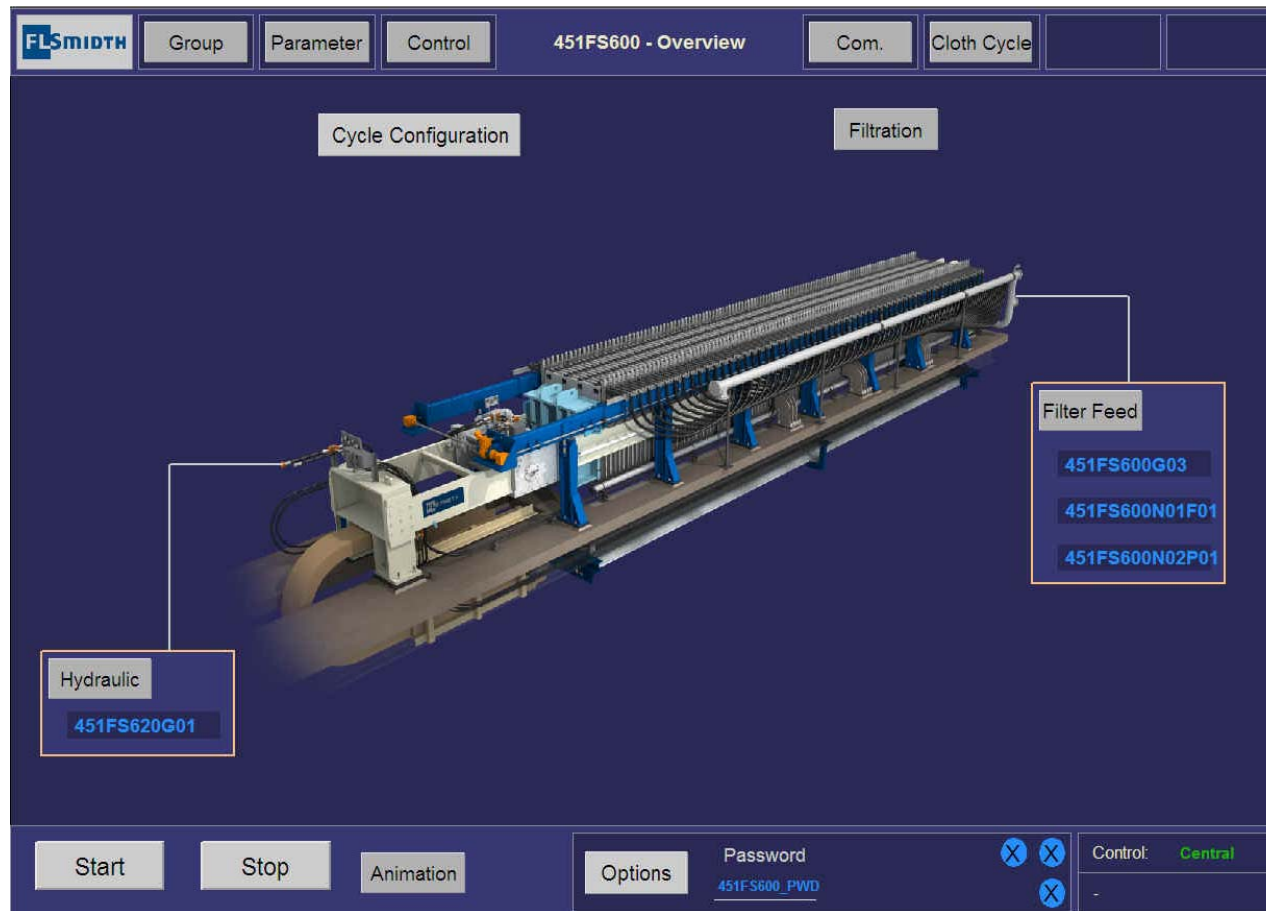 FLSMIDTH
Group
Parameter
Control
451FS600 - Overview
Com.
Cloth Cycle
Cycle Configuration
Filtration
Filter Feed
451FS600G03
451FS600N01F01
451FS600N02P01
Hydraulic
451FS620G01
Start
Stop
Animation
Options
Password
451FS600_PWD
X
X
X
Control:
Central
-